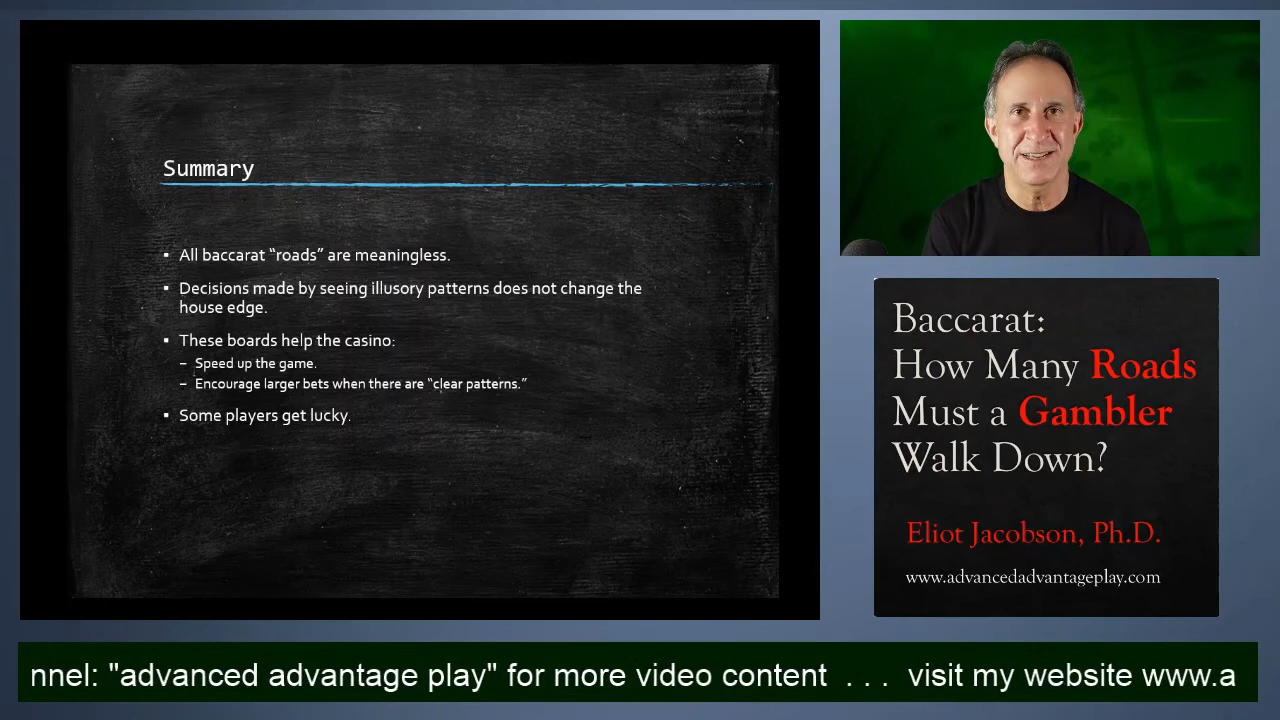 Summary
▪ All baccarat “roads” are meaningless.
▪ Decisions made by seeing illusory patterns does not change the
house edge.
▪ These boards help the casino:
– Speed up the game.
– Encourage larger bets when there are “clear patterns.”
▪ Some players get lucky.
Baccarat:
How Many Roads
Must a Gambler
Walk Down?
Eliot Jacobson, Ph.D.
www.advancedadvantageplay.com
nnel: "advanced advantage play" for more video content . . . visit my website www.a